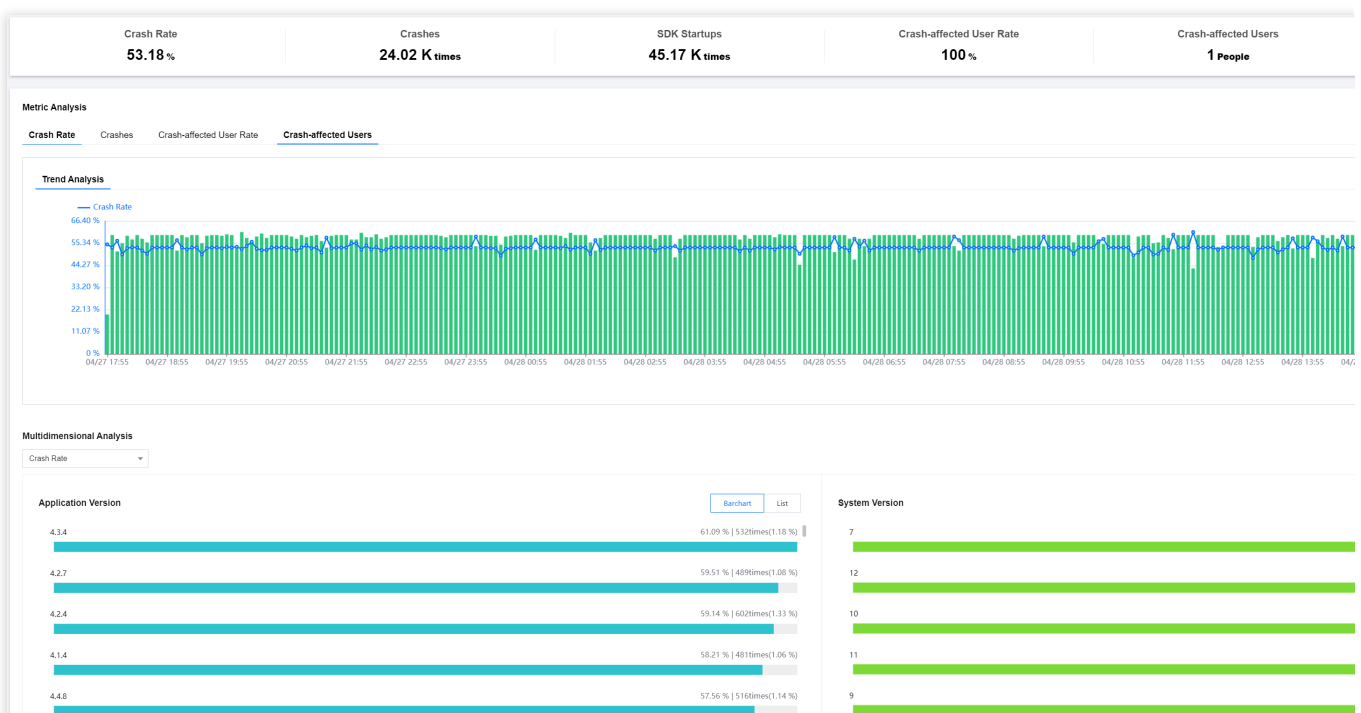 Crash Rate
53.18 %
Crashes
24.02 K times
SDK Startups
45.17 K times
Crash-affected User Rate
100 %
Crash-affected Users
1 People
Metric Analysis
Crash Rate Crashes Crash-affected User Rate Crash-affected Users
Trend Analysis
Crash Rate
66.40 %
55.34 %
44.27 %
33.20 %
22.13 %
11.07 %
0 %
04/27 17:55 04/27 18:55 04/27 19:55 04/27 20:55 04/27 21:55 04/27 22:55 04/27 23:55 04/28 00:55 04/28 01:55 04/28 02:55 04/28 03:55 04/28 04:55 04/28 05:55 04/28 06:55 04/28 07:55 04/28 08:55 04/28 09:55 04/28 10:55 04/28 11:55 04/28 12:55 04/28 13:55
Multidimensional Analysis
Crash Rate
Application Version
Barchart List
4.3.4 61.09 % | 532times(1.18 %)
4.2.7 59.51 % | 489times(1.08 %)
4.2.4 59.14 % | 602times(1.33 %)
4.1.4 58.21 % | 481times(1.06 %)
4.4.8 57.56 % | 516times(1.14 %)
System Version
7
12
10
11
9